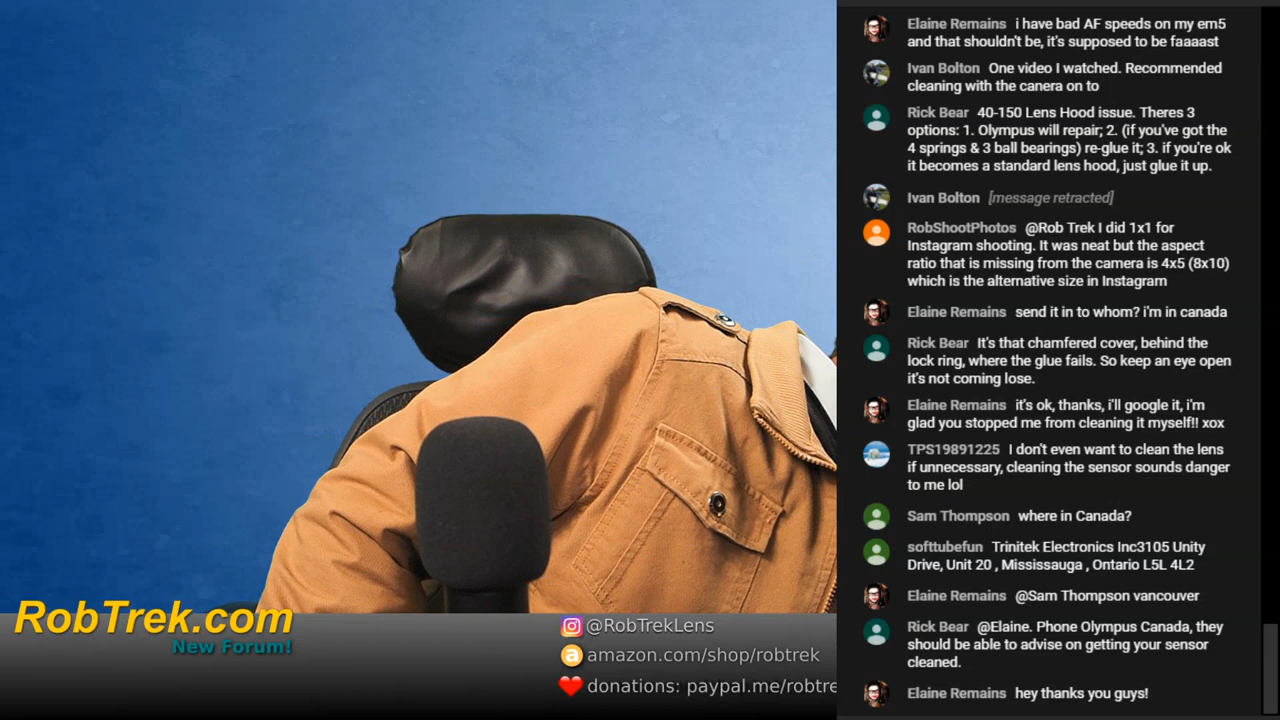 RobTrek.com
New Forum!
@RobTrekLens
amazon.com/shop/robtrek
donations: paypal.me/robtre
Elaine Remains i have bad AF speeds on my em5
and that shouldn't be, it's supposed to be faaaast
Ivan Bolton One video I watched. Recommended
cleaning with the canera on to
Rick Bear 40-150 Lens Hood issue. Theres 3
options: 1. Olympus will repair; 2. (if you've got the
4 springs & 3 ball bearings) re-glue it; 3. if you're ok
it becomes a standard lens hood, just glue it up.
Ivan Bolton [message retracted]
RobShootPhotos @Rob Trek I did 1x1 for
Instagram shooting. It was neat but the aspect
ratio that is missing from the camera is 4x5 (8x10)
which is the alternative size in Instagram
Elaine Remains send it in to whom? i'm in canada
Rick Bear It's that chamfered cover, behind the
lock ring, where the glue fails. So keep an eye open
it's not coming lose.
Elaine Remains it's ok, thanks, i'll google it, i'm
glad you stopped me from cleaning it myself!! xox
TPS19891225 I don't even want to clean the lens
if unnecessary, cleaning the sensor sounds danger
to me lol
Sam Thompson where in Canada?
softtubefun Trinitek Electronics Inc3105 Unity
Drive, Unit 20 , Mississauga , Ontario L5L 4L2
Elaine Remains @Sam Thompson vancouver
Rick Bear @Elaine. Phone Olympus Canada, they
should be able to advise on getting your sensor
cleaned.
Elaine Remains hey thanks you guys!